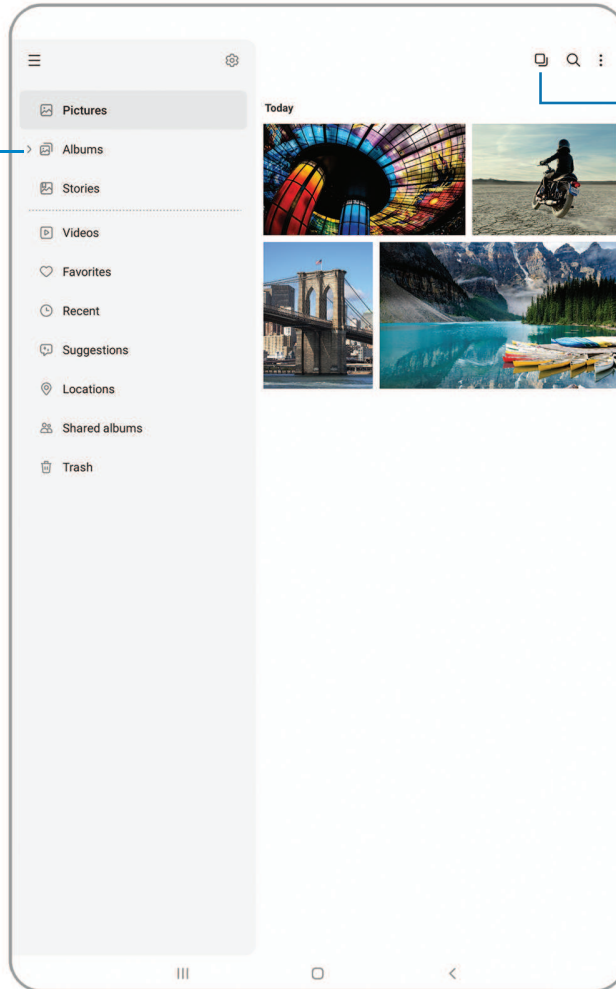 Pictures
Today
Albums
Stories
Videos
Favorites
Recent
Suggestions
Locations
Shared albums
Trash